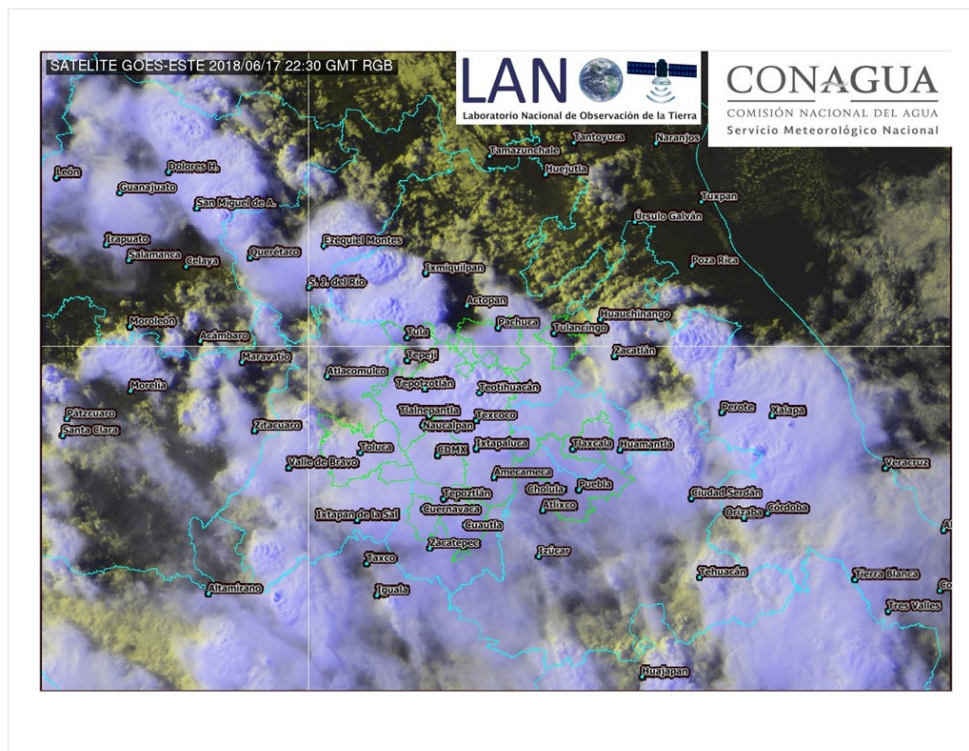 SATELITE GOES-ESTE 2018/06/17 22:30 GMT RGB
LAN
Laboratorio Nacional de Observación de la Tierra
CONAGUA
COMISIÓN NACIONAL DEL AGUA
Servicio Meteorológico Nacional
Tantoyuca
Naranjos
Tamazunchale
Huejutla
León
Dolores H.
Guanajuato
San Miguel de A.
Tuxpan
Úrsulo Galván
Irapuato
Salamanca
Celaya
Querétaro
Ezequiel Montes
S. J. del Río
Ixmiquilpan
Poza Rica
Actopan
Pachuca
Tulancingo
Huauchinango
Moroleón
Acámbaro
Maravatio
Tula
Tepeji
Zacatlán
Atlacomulco
Morelia
Tepotzotlán
Teotihuacán
Pátzcuaro
Santa Clara
Zitacuaro
Tlalnepantla
Naucalpan
Texcoco
Perote
Xalapa
Toluca
CDMX
Ixtapaluca
Tlaxcala
Huamantla
Valle de Bravo
Amecameca
Veracruz
Cholula
Puebla
Tepoztlán
Atlixco
Ciudad Serdán
Ixtapan de la Sal
Cuernavaca
Cuautla
Orizaba
Córdoba
Zacatepec
Izúcar
Taxco
Tehuacán
Tierra Blanca
Altamirano
Iguala
Tres Valles
Huajapan